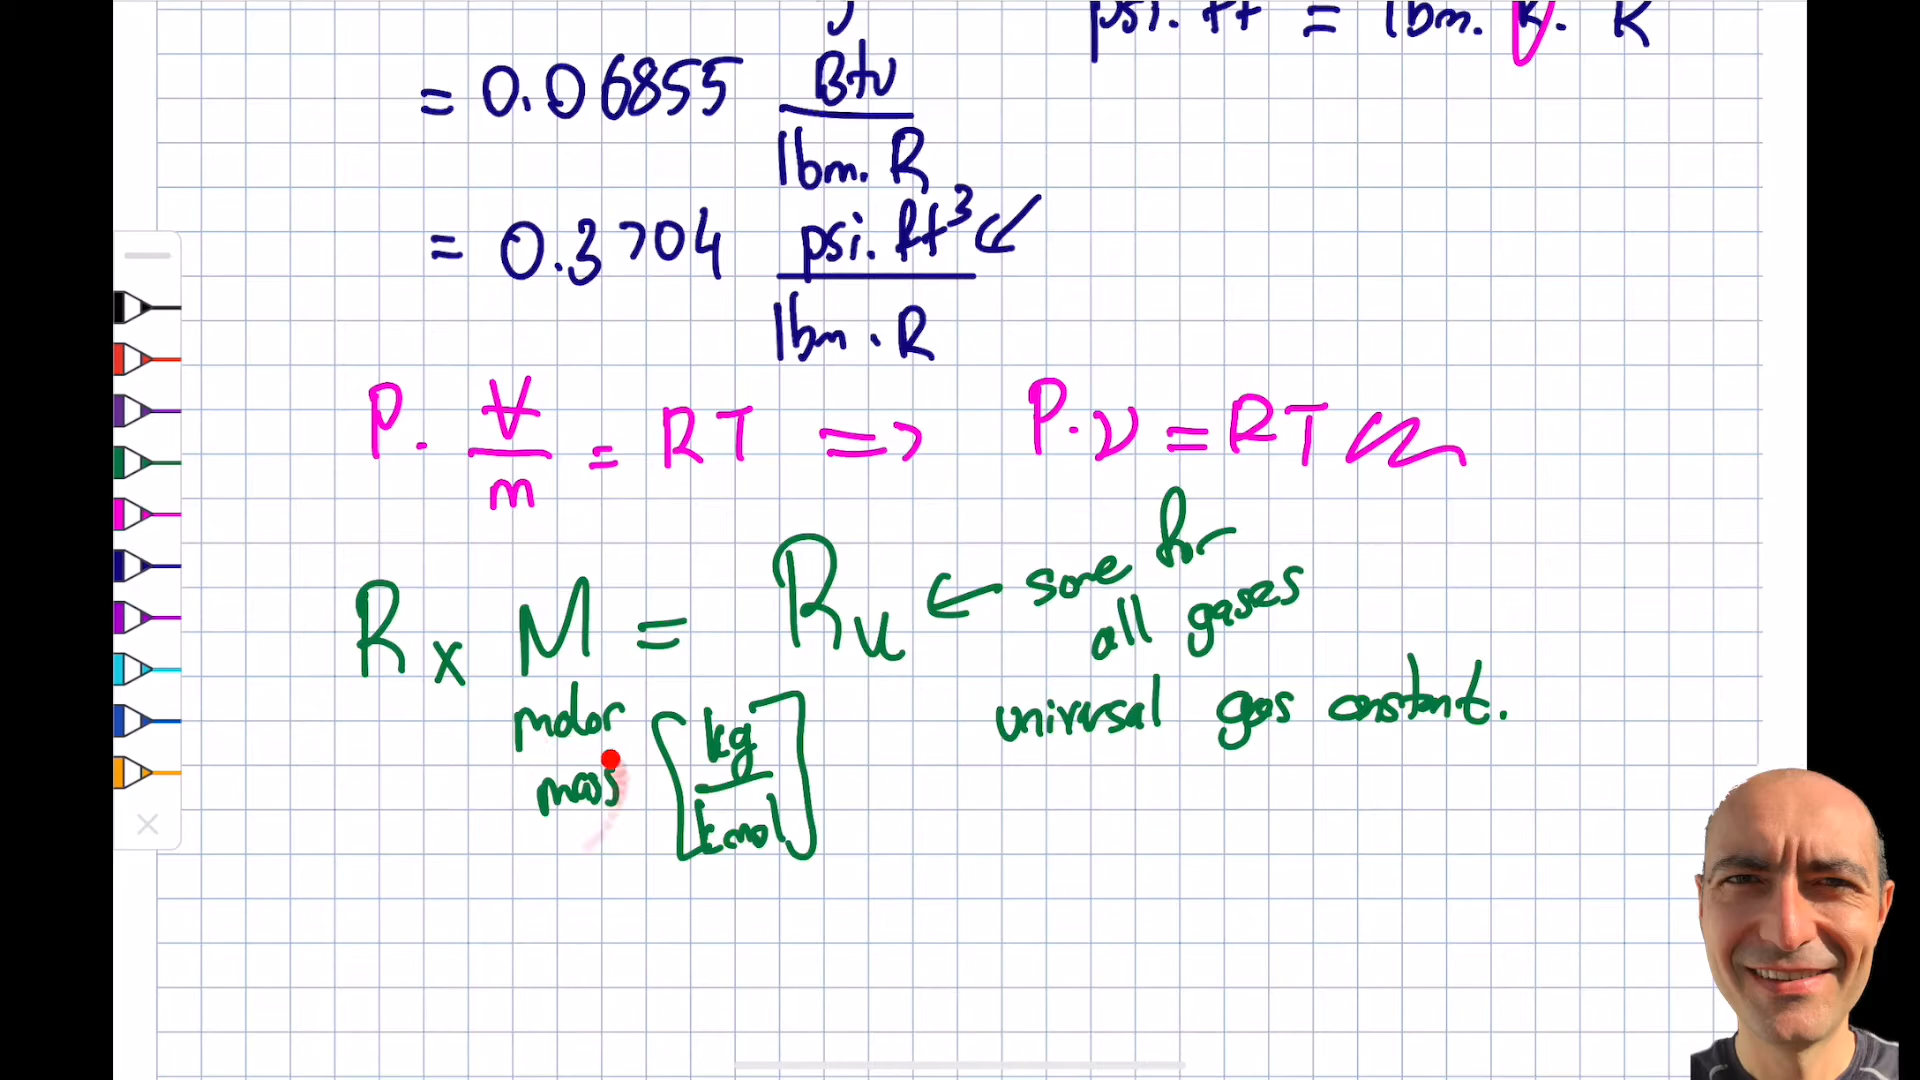 psi. ft = lbm. R. R
= 0.06855 Btu / lbm. R
= 0.3704 psi. ft³ / lbm. R
P. V/m = RT => P.ν = RT
R x M = Ru ← same for
all gases
molar mass [kg/kmol]
universal gas constant.